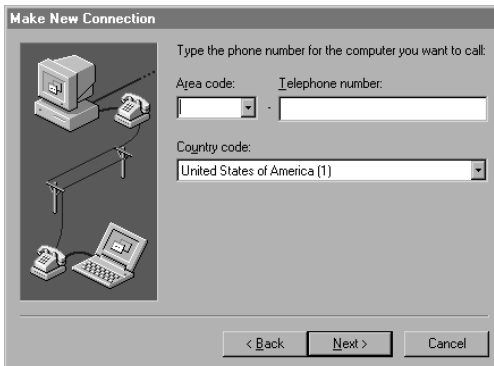 Make New Connection
Type the phone number for the computer you want to call:
Area code: Telephone number:
-
Country code:
United States of America (1)
< Back Next > Cancel